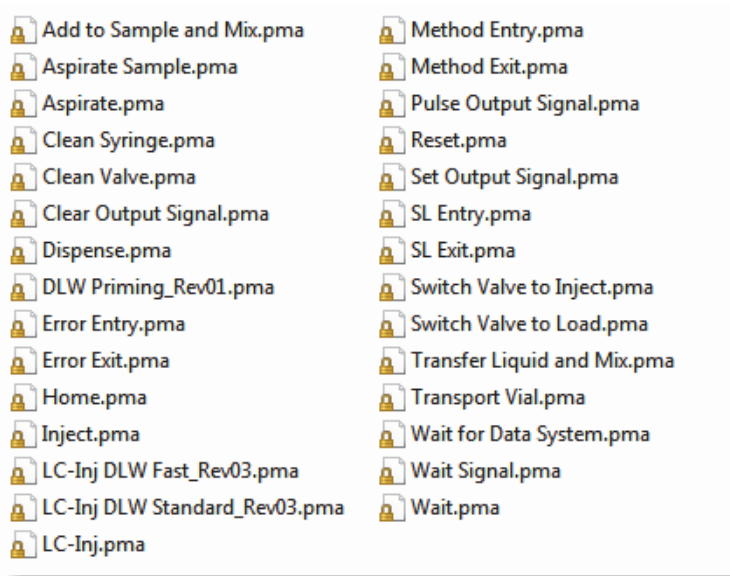 Add to Sample and Mix.pma
Aspirate Sample.pma
Aspirate.pma
Clean Syringe.pma
Clean Valve.pma
Clear Output Signal.pma
Dispense.pma
DLW Priming_Rev01.pma
Error Entry.pma
Error Exit.pma
Home.pma
Inject.pma
LC-Inj DLW Fast_Rev03.pma
LC-Inj DLW Standard_Rev03.pma
LC-Inj.pma
Method Entry.pma
Method Exit.pma
Pulse Output Signal.pma
Reset.pma
Set Output Signal.pma
SL Entry.pma
SL Exit.pma
Switch Valve to Inject.pma
Switch Valve to Load.pma
Transfer Liquid and Mix.pma
Transport Vial.pma
Wait for Data System.pma
Wait Signal.pma
Wait.pma